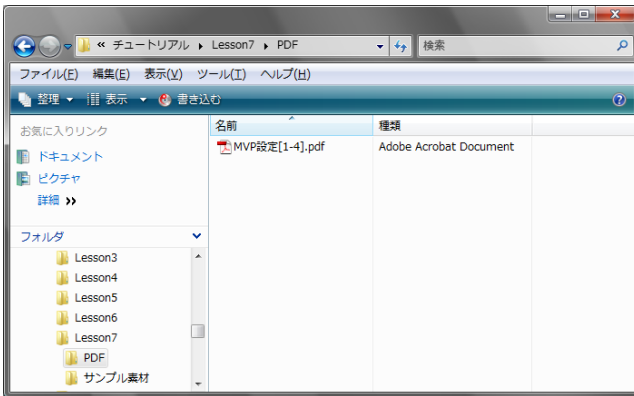 « チュートリアル ▸ Lesson7 ▸ PDF 検索
ファイル(F) 編集(E) 表示(V) ツール(T) ヘルプ(H)
整理 表示 書き込む
お気に入りリンク
ドキュメント
ピクチャ
詳細 »
フォルダ
Lesson3
Lesson4
Lesson5
Lesson6
Lesson7
PDF
サンプル素材
名前 種類
MVP設定[1-4].pdf Adobe Acrobat Document